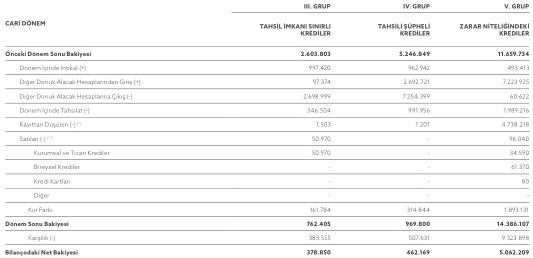 III. GRUP IV. GRUP V. GRUP
CARİ DÖNEM TAHSİL İMKANI SINIRLI KREDİLER TAHSİLİ ŞÜPHELİ KREDİLER ZARAR NİTELİĞİNDEKİ KREDİLER
Önceki Dönem Sonu Bakiyesi 2.603.803 5.246.849 11.659.734
Dönem İçinde İntikal (+) 997.420 962.942 493.413
Diğer Donuk Alacak Hesaplarından Giriş (+) 97.374 2.692.721 7.223.925
Diğer Donuk Alacak Hesaplarına Çıkış (-) 2.698.999 7.254.399 60.622
Dönem İçinde Tahsilat (-) 346.504 991.956 1.989.216
Kayıttan Düşülen (-) 1.503 1.201 4.738.218
Satılan (-) 50.970 - 96.040
Kurumsal ve Ticari Krediler 50.970 - 34.590
Bireysel Krediler - - 61.370
Kredi Kartları - - 80
Diğer - - -
Kur Farkı 161.784 314.844 1.893.131
Dönem Sonu Bakiyesi 762.405 969.800 14.386.107
Karşılık (-) 383.555 507.631 9.323.898
Bilançodaki Net Bakiyesi 378.850 462.169 5.062.209